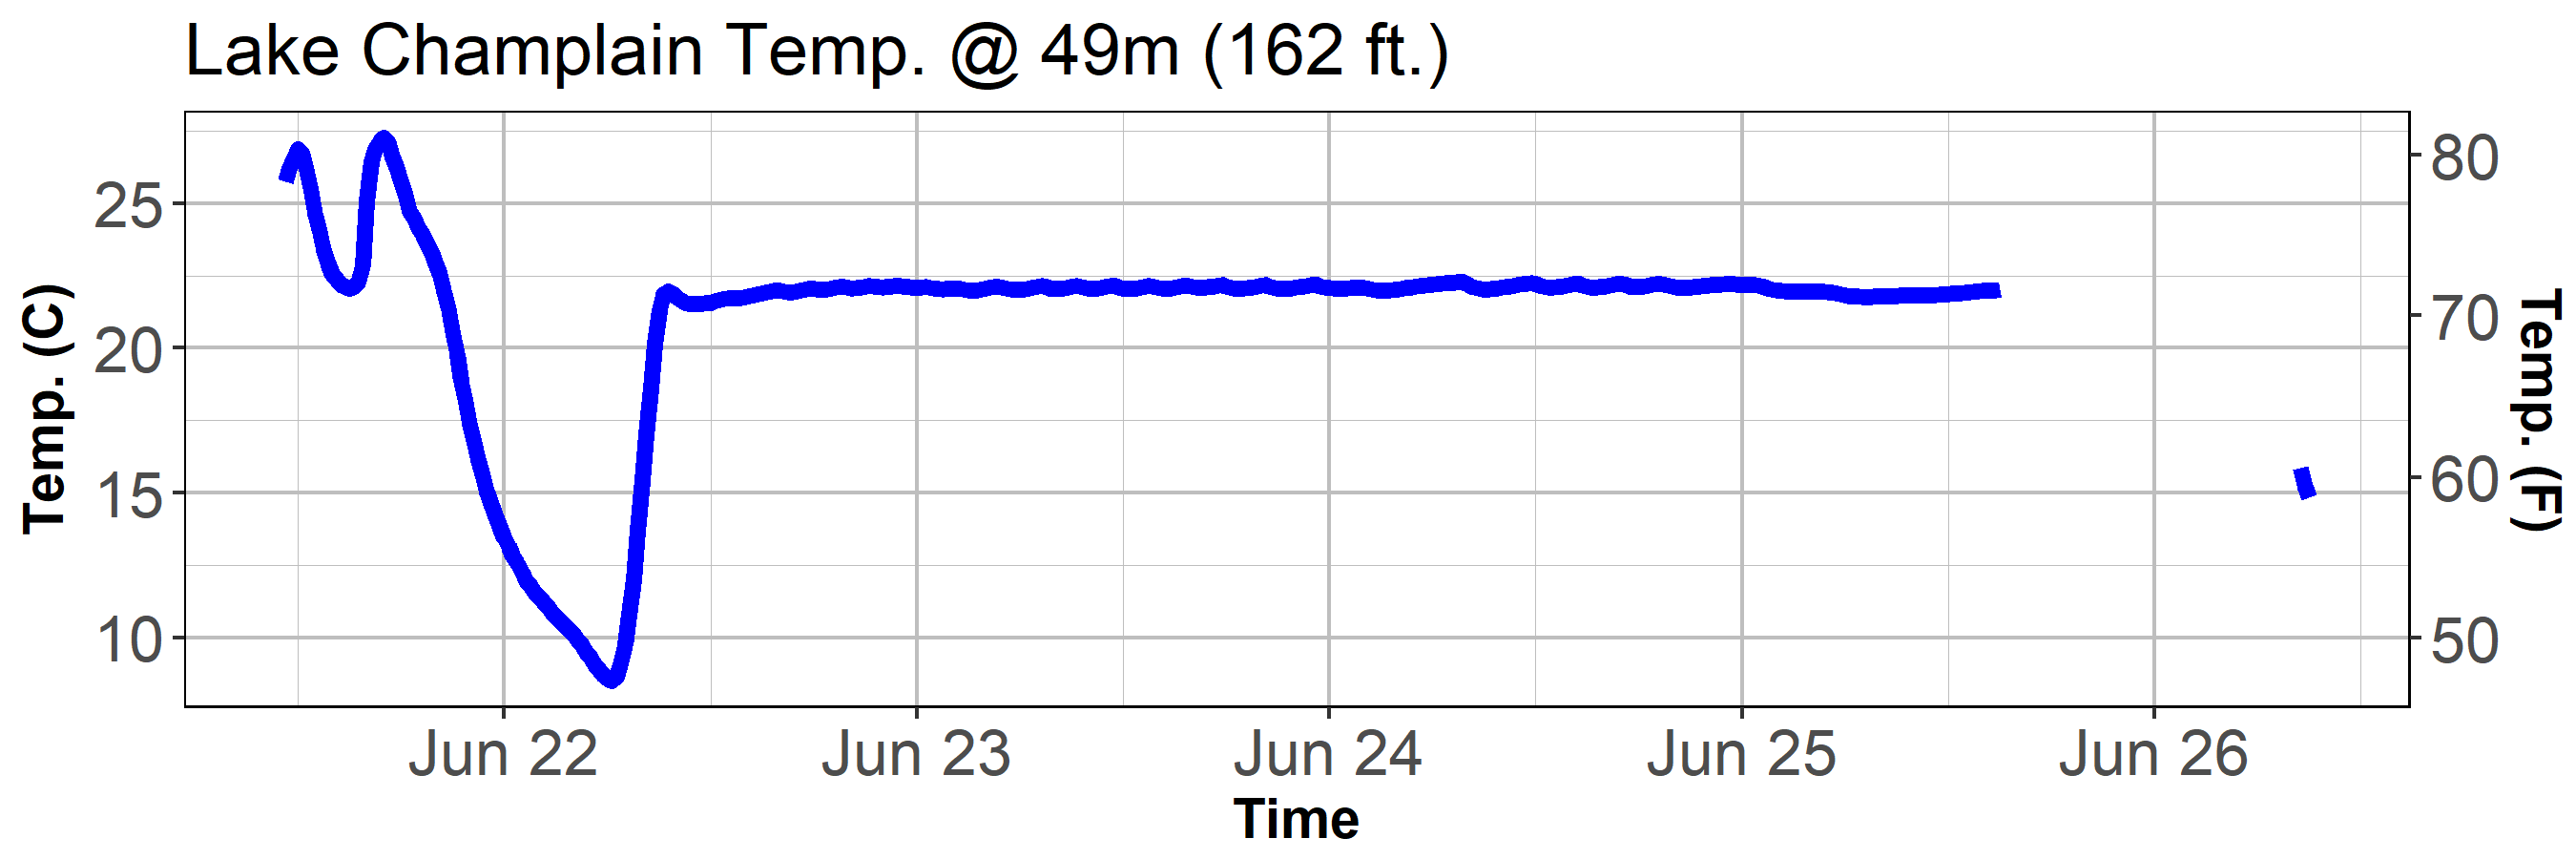 Lake Champlain Temp. @ 49m (162 ft.)
Temp. (C)
25
20
15
10
80
70
60
50
Temp. (F)
Jun 22 Jun 23 Jun 24 Jun 25 Jun 26
Time